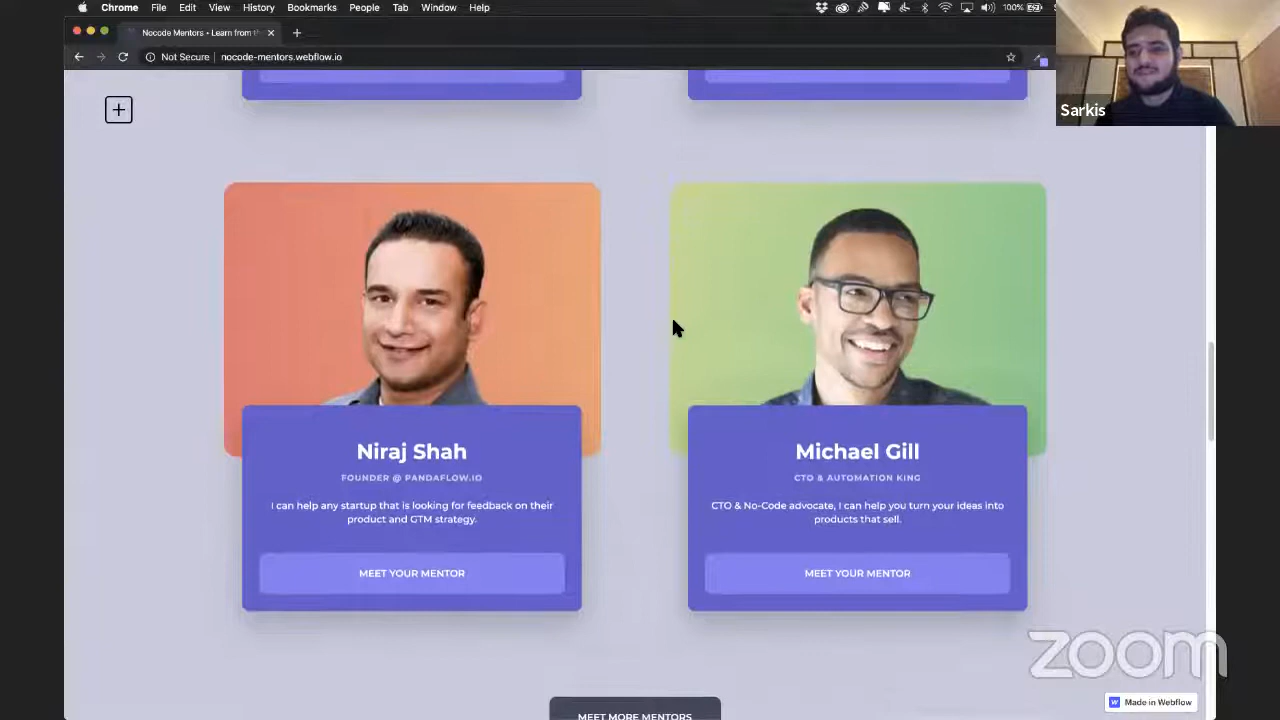 Chrome File Edit View History Bookmarks People Tab Window Help
100%
Nocode Mentors • Learn from
Not Secure nocode-mentors.webflow.io
Sarkis
Niraj Shah
FOUNDER @ PANDAFLOW.IO
I can help any startup that is looking for feedback on their
product and GTM strategy.
MEET YOUR MENTOR
Michael Gill
CTO & AUTOMATION KING
CTO & No-Code advocate, I can help you turn your ideas into
products that sell.
MEET YOUR MENTOR
MEET MORE MENTORS
zoom
Made in Webflow